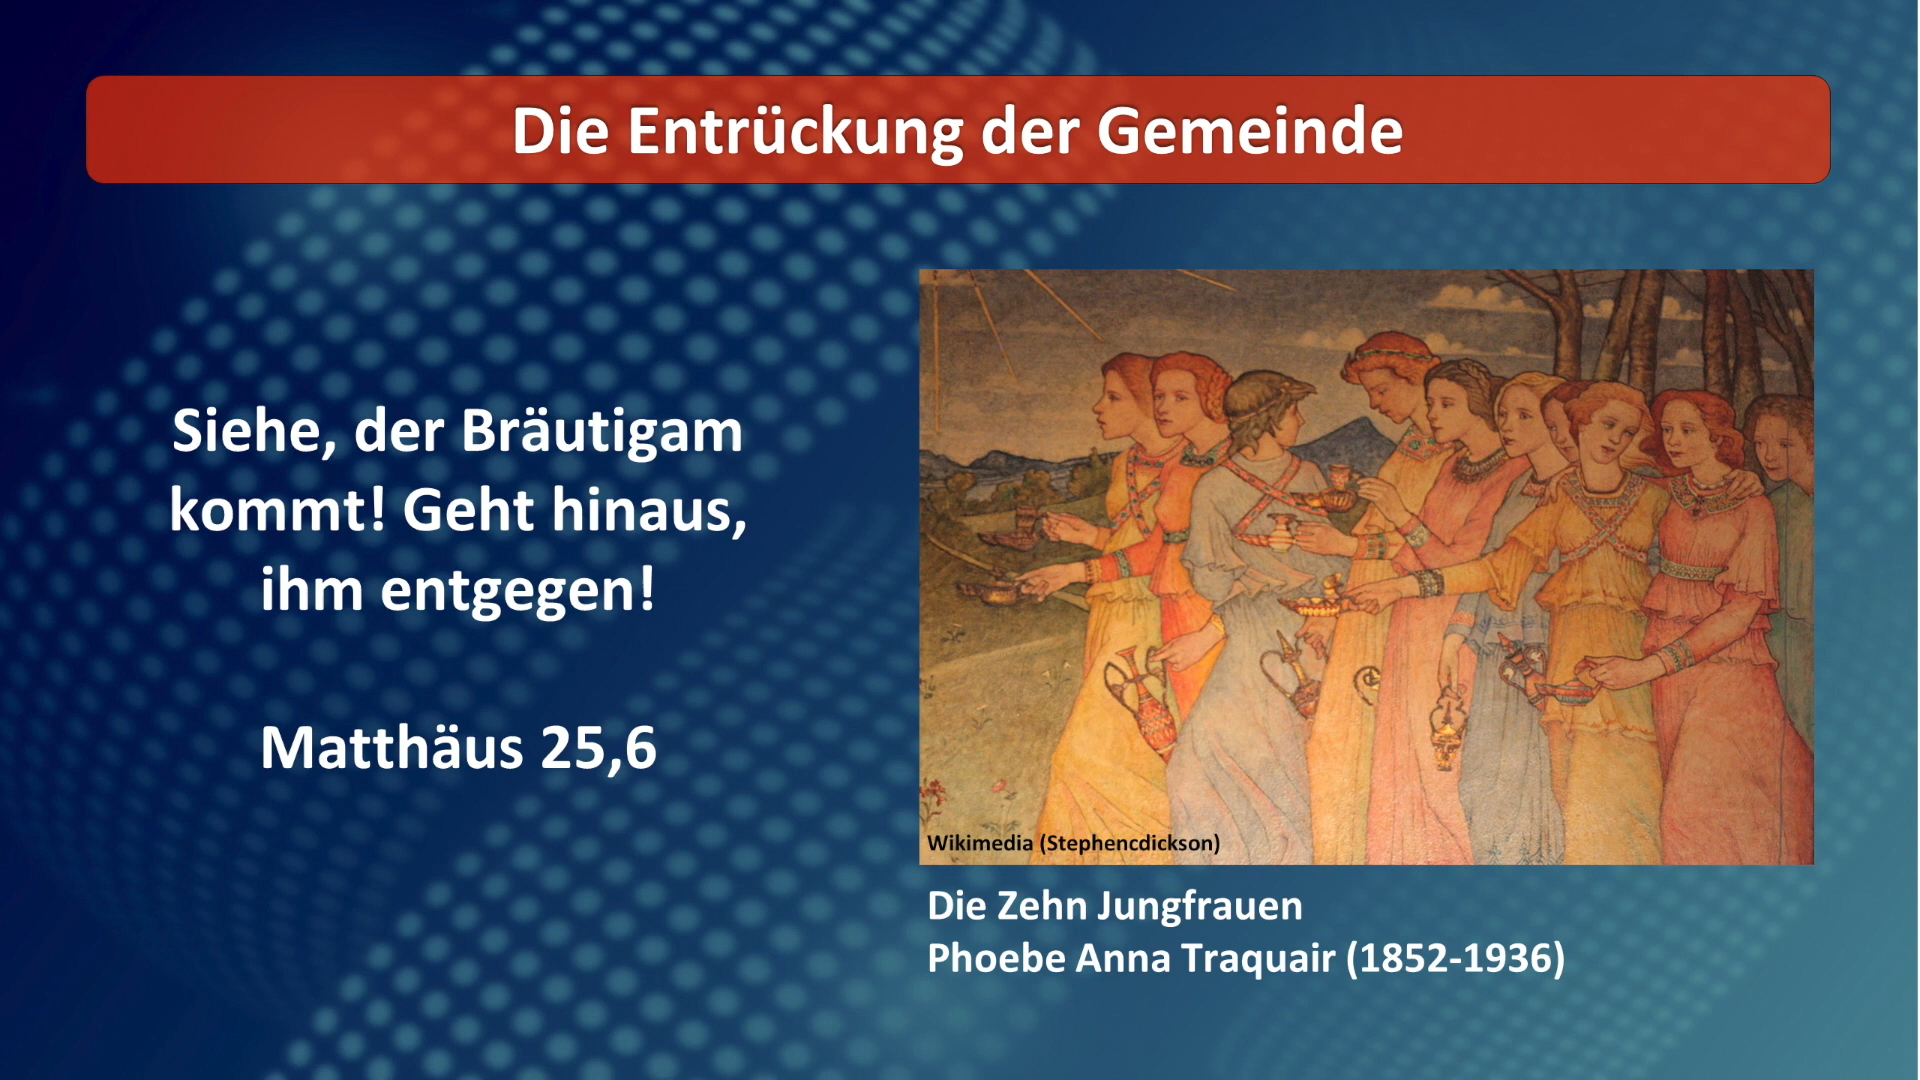 Die Entrückung der Gemeinde
Siehe, der Bräutigam
kommt! Geht hinaus,
ihm entgegen!
Matthäus 25,6
Wikimedia (Stephencdickson)
Die Zehn Jungfrauen
Phoebe Anna Traquair (1852-1936)